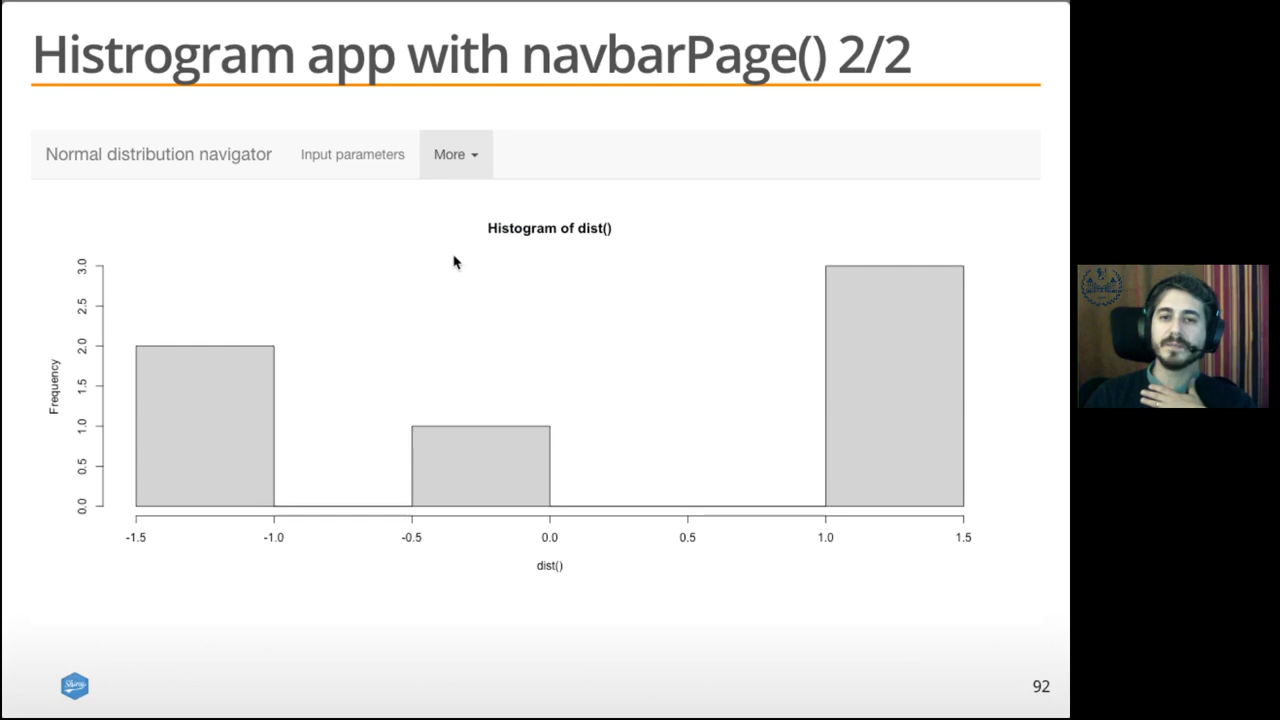 Histrogram app with navbarPage() 2/2
Normal distribution navigator Input parameters More
Histogram of dist()
Frequency
3.0
2.5
2.0
1.5
1.0
0.5
0.0
-1.5 -1.0 -0.5 0.0 0.5 1.0 1.5
dist()
Shiny
92